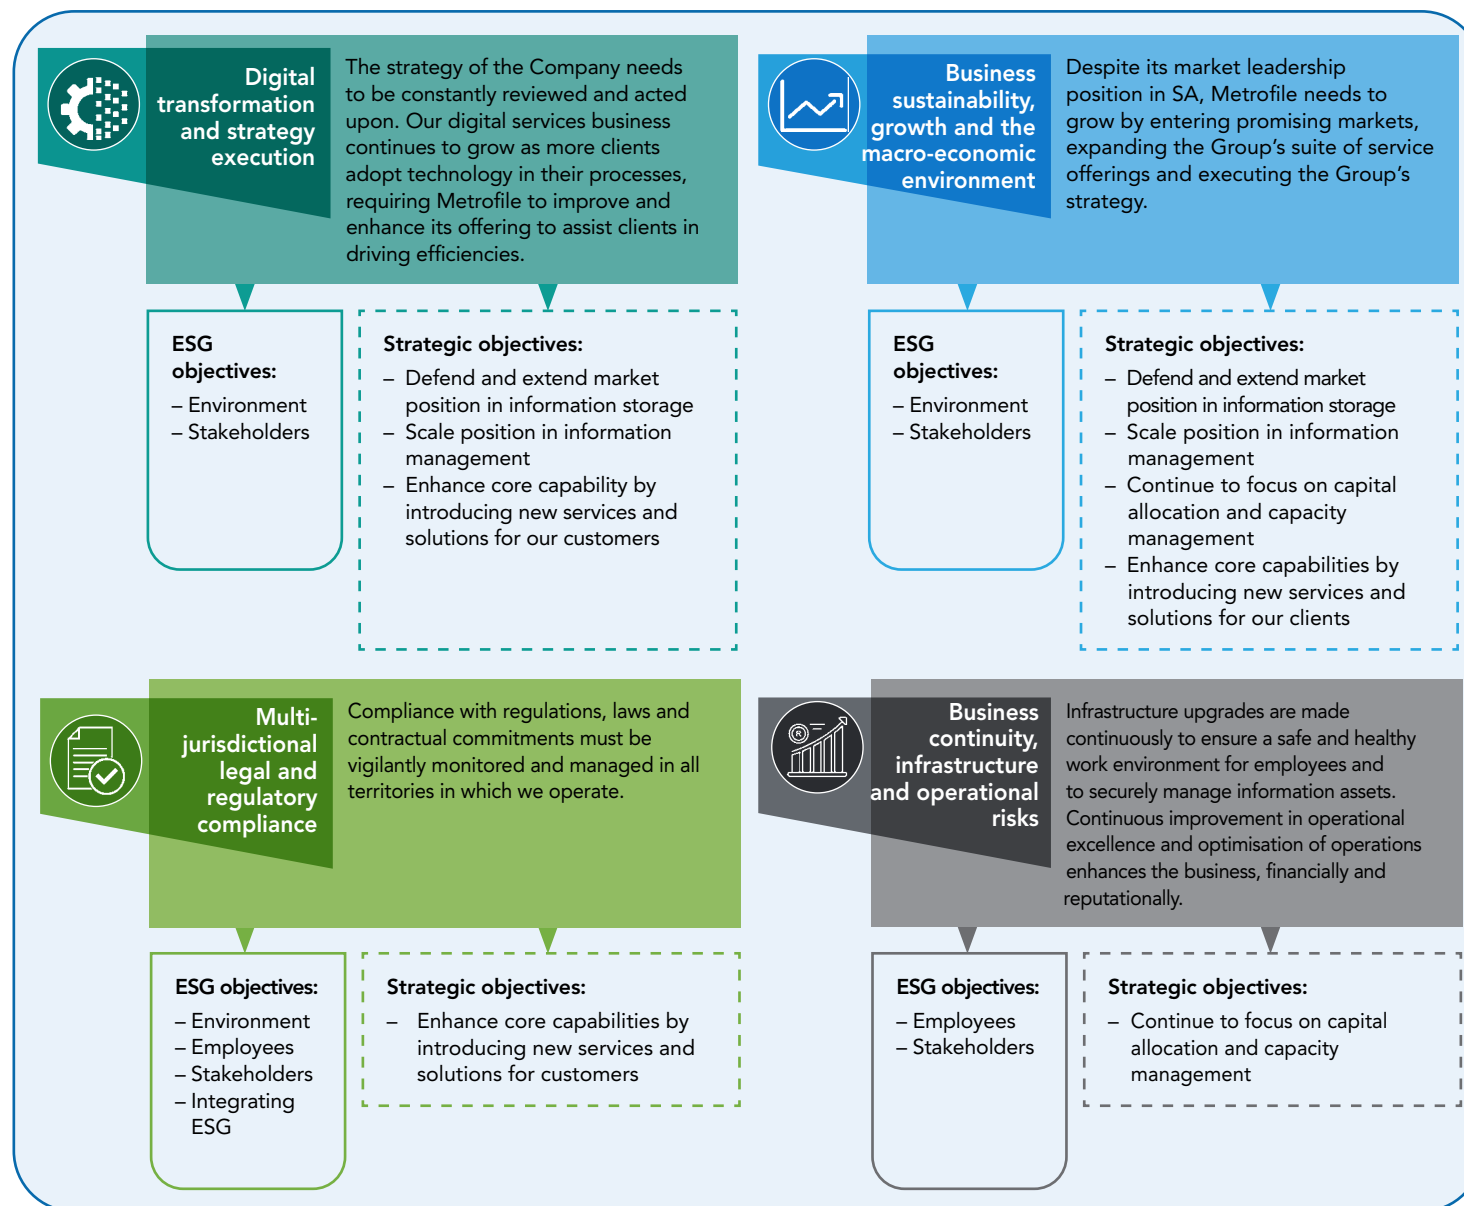 Digital
transformation
and strategy
execution
The strategy of the Company needs
to be constantly reviewed and acted
upon. Our digital services business
continues to grow as more clients
adopt technology in their processes,
requiring Metrofile to improve and
enhance its offering to assist clients in
driving efficiencies.
ESG
objectives:
– Environment
– Stakeholders
Strategic objectives:
– Defend and extend market
position in information storage
– Scale position in information
management
– Enhance core capability by
introducing new services and
solutions for our customers
Business
sustainability,
growth and the
macro-economic
environment
Despite its market leadership
position in SA, Metrofile needs to
grow by entering promising markets,
expanding the Group’s suite of service
offerings and executing the Group’s
strategy.
ESG
objectives:
– Environment
– Stakeholders
Strategic objectives:
– Defend and extend market
position in information storage
– Scale position in information
management
– Continue to focus on capital
allocation and capacity
management
– Enhance core capabilities by
introducing new services and
solutions for our clients
Multi-
jurisdictional
legal and
regulatory
compliance
Compliance with regulations, laws and
contractual commitments must be
vigilantly monitored and managed in all
territories in which we operate.
ESG objectives:
– Environment
– Employees
– Stakeholders
– Integrating
ESG
Strategic objectives:
– Enhance core capabilities by
introducing new services and
solutions for customers
R
Business
continuity,
infrastructure
and operational
risks
Infrastructure upgrades are made
continuously to ensure a safe and healthy
work environment for employees and
to securely manage information assets.
Continuous improvement in operational
excellence and optimisation of operations
enhances the business, financially and
reputationally.
ESG objectives:
– Employees
– Stakeholders
Strategic objectives:
– Continue to focus on capital
allocation and capacity
management